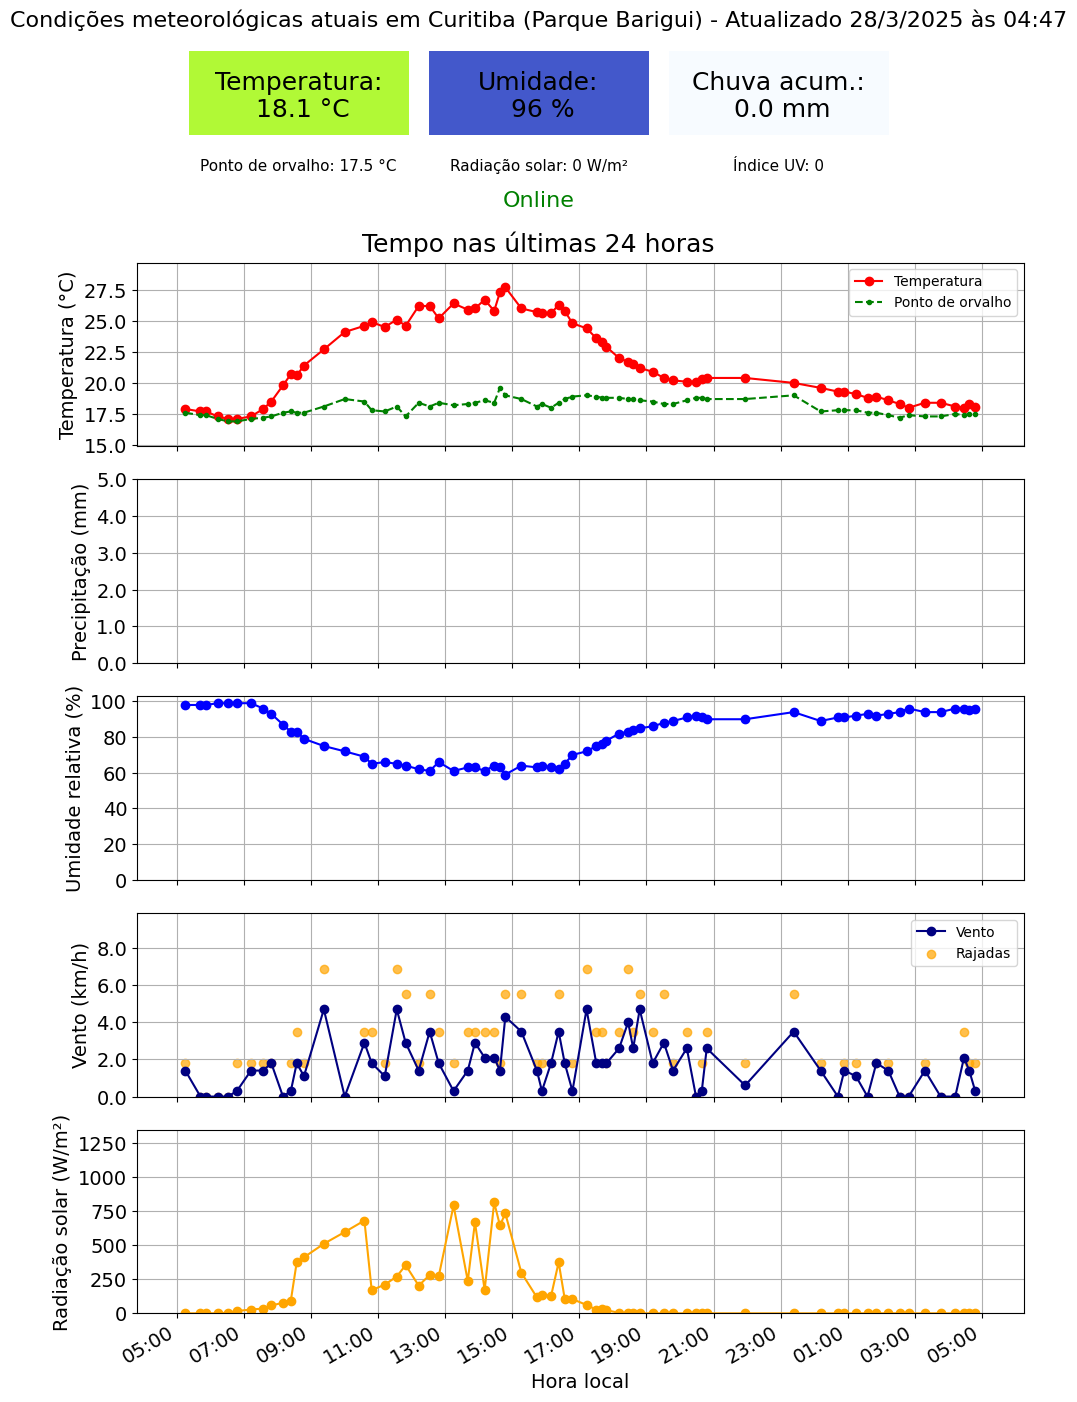 Condições meteorológicas atuais em Curitiba (Parque Barigui) - Atualizado 28/3/2025 às 04:47
Temperatura:
18.1 °C
Umidade:
96 %
Chuva acum.:
0.0 mm
Ponto de orvalho: 17.5 °C
Radiação solar: 0 W/m²
Índice UV: 0
Online
Tempo nas últimas 24 horas
Temperatura (°C)
27.5
25.0
22.5
20.0
17.5
15.0
Temperatura
Ponto de orvalho
Precipitação (mm)
5.0
4.0
3.0
2.0
1.0
0.0
Umidade relativa (%)
100
80
60
40
20
0
Vento (km/h)
8.0
6.0
4.0
2.0
0.0
Vento
Rajadas
Radiação solar (W/m²)
1250
1000
750
500
250
0
05:00
07:00
09:00
11:00
13:00
15:00
17:00
19:00
21:00
23:00
01:00
03:00
05:00
Hora local